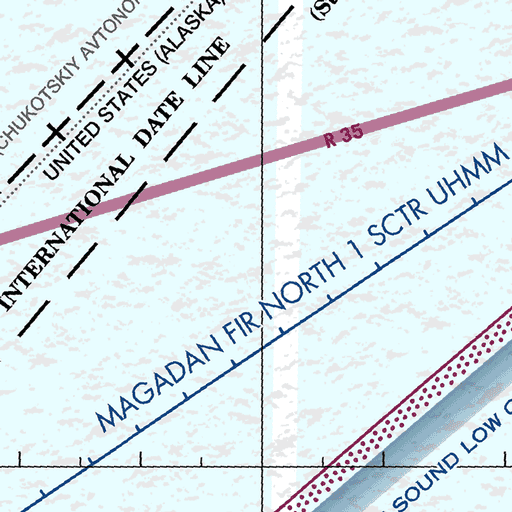 CHUKOTSKIY AVTONO
UNITED STATES (ALASKA)
INTERNATIONAL DATE LINE
R 35
MAGADAN FIR NORTH 1 SCTR UHMM
SOUND LOW